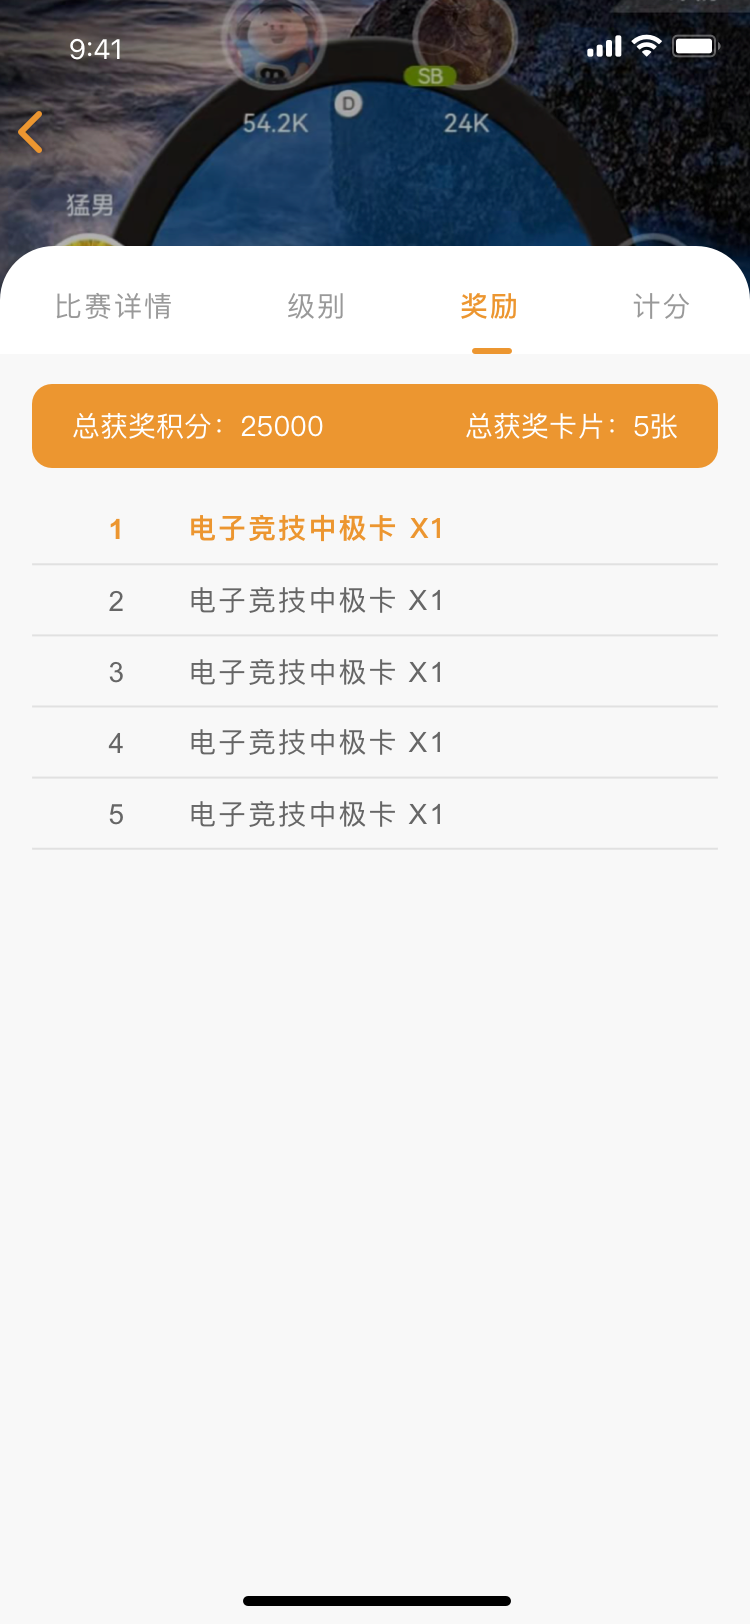 9:41
SB
D
54.2K
24K
猛男
比赛详情 级别 奖励 计分
总获奖积分：25000 总获奖卡片：5张
1 电子竞技中极卡 X1
2 电子竞技中极卡 X1
3 电子竞技中极卡 X1
4 电子竞技中极卡 X1
5 电子竞技中极卡 X1